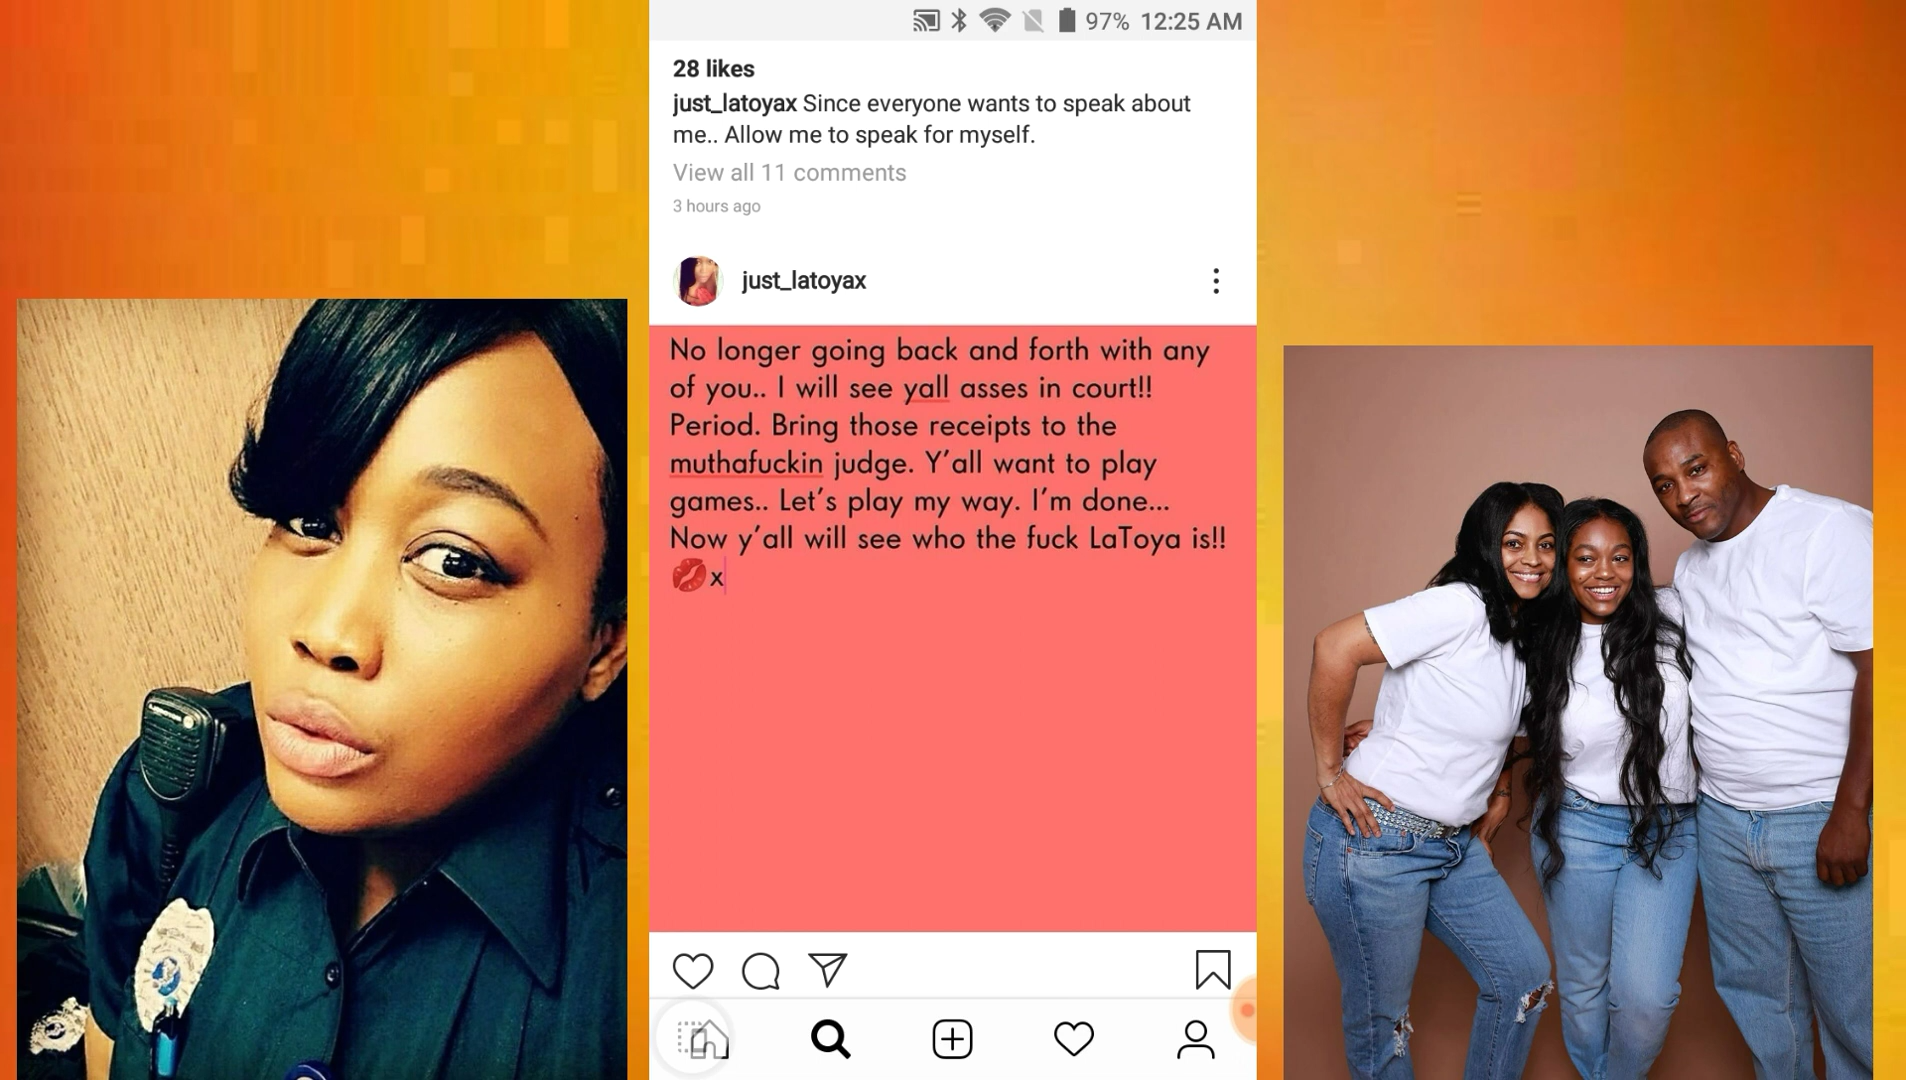 97% 12:25 AM
28 likes
just_latoyax Since everyone wants to speak about
me.. Allow me to speak for myself.
View all 11 comments
3 hours ago
just_latoyax
No longer going back and forth with any
of you.. I will see yall asses in court!!
Period. Bring those receipts to the
muthafuckin judge. Y’all want to play
games.. Let’s play my way. I’m done...
Now y’all will see who the fuck LaToya is!!
💋x